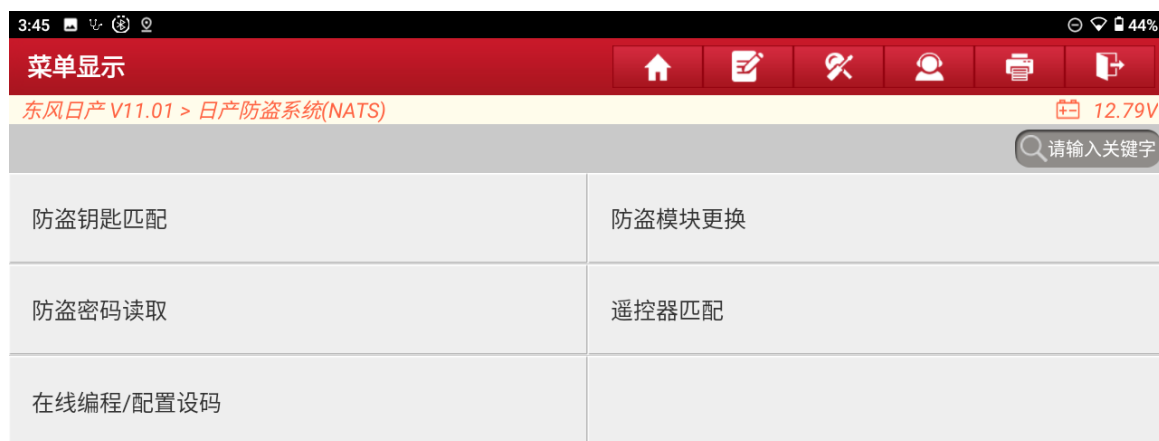 3:45 44%
菜单显示
东风日产 V11.01 > 日产防盗系统(NATS) 12.79V
请输入关键字
防盗钥匙匹配 防盗模块更换
防盗密码读取 遥控器匹配
在线编程/配置设码